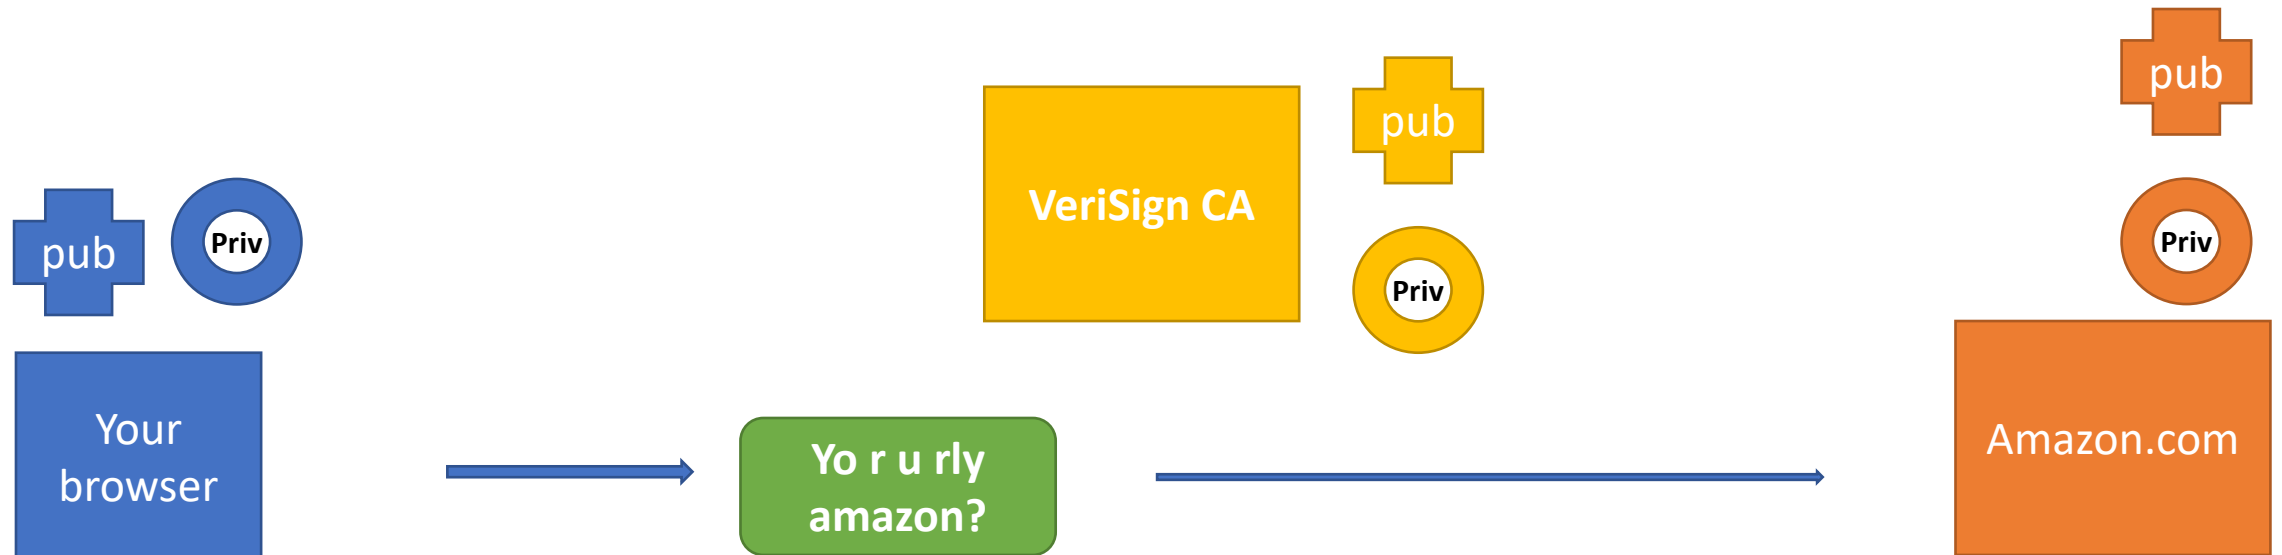 pub
Priv
Your
browser
VeriSign CA
pub
Priv
Yo r u rly
amazon?
pub
Priv
Amazon.com